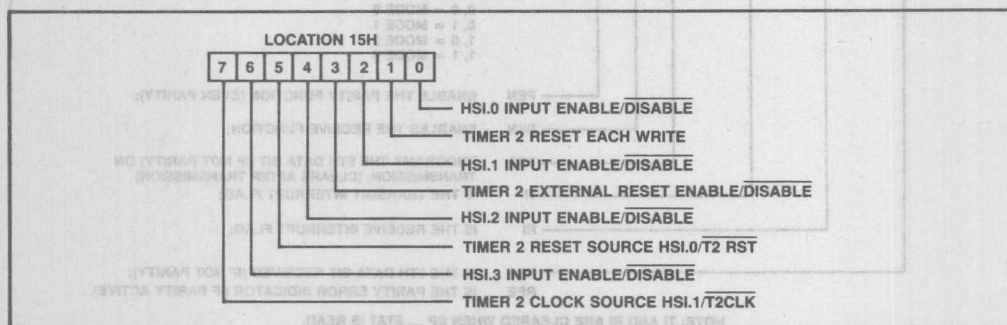 LOCATION 15H
7 6 5 4 3 2 1 0
HSI.0 INPUT ENABLE/DISABLE
TIMER 2 RESET EACH WRITE
HSI.1 INPUT ENABLE/DISABLE
TIMER 2 EXTERNAL RESET ENABLE/DISABLE
HSI.2 INPUT ENABLE/DISABLE
TIMER 2 RESET SOURCE HSI.0/T2 RST
HSI.3 INPUT ENABLE/DISABLE
TIMER 2 CLOCK SOURCE HSI.1/T2CLK